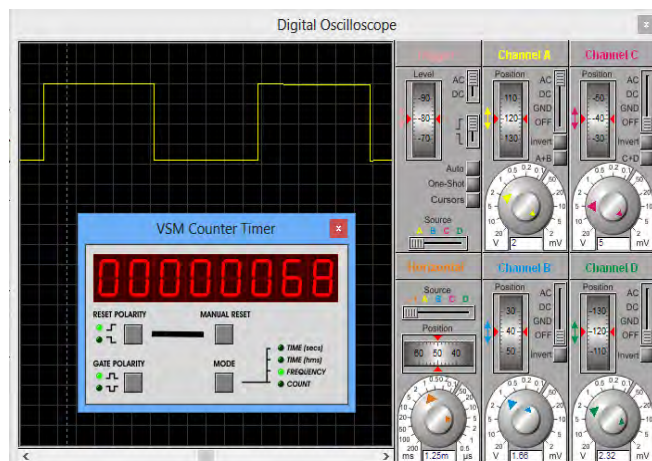 Digital Oscilloscope
Trigger
Level
AC
DC
-90
-80
-70
Auto
One-Shot
Cursors
Source
A B C D
Channel A
Position
AC
DC
GND
OFF
110
120
130
Invert
A+B
V 2 mV
Channel C
Position
AC
DC
GND
OFF
-50
-40
-30
Invert
C+D
V 5 mV
Horizontal
Source
A B C D
Position
60 50 40
ms 1.25m µs
Channel B
Position
AC
DC
GND
OFF
30
40
50
Invert
V 1.66 mV
Channel D
Position
AC
DC
GND
OFF
-130
-120
-110
Invert
V 2.32 mV
VSM Counter Timer
00000068
RESET POLARITY
MANUAL RESET
GATE POLARITY
MODE
TIME (secs)
TIME (hms)
FREQUENCY
COUNT